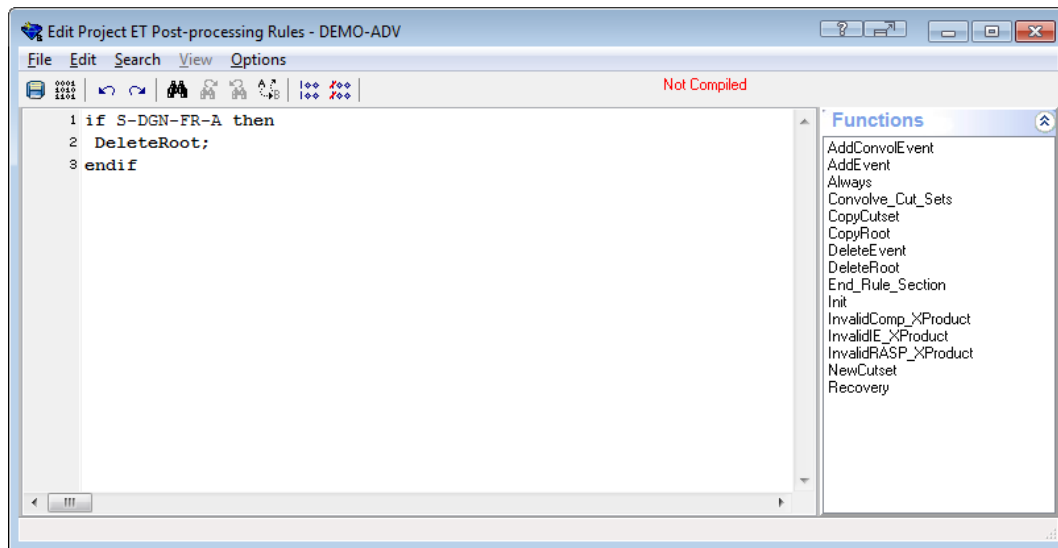 Edit Project ET Post-processing Rules - DEMO-ADV
File Edit Search View Options
Not Compiled
1 if S-DGN-FR-A then
2 DeleteRoot;
3 endif
Functions
AddConvolEvent
AddEvent
Always
Convolve_Cut_Sets
CopyCutset
CopyRoot
DeleteEvent
DeleteRoot
End_Rule_Section
Init
InvalidComp_XProduct
InvalidIE_XProduct
InvalidRASP_XProduct
NewCutset
Recovery